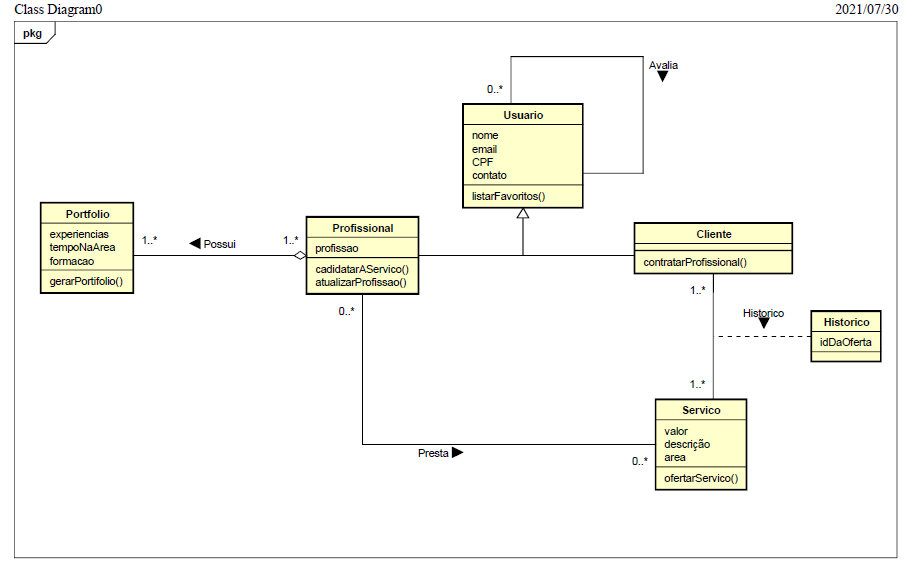 Class Diagram0
2021/07/30
pkg
Avalia
0..*
Usuario
nome
email
CPF
contato
listarFavoritos()
Portfolio
experiencias
tempoNaArea
formacao
gerarPortifolio()
1..*
Possui
1..*
Profissional
profissao
cadidatarAServico()
atualizarProfissao()
0..*
Cliente
contratarProfissional()
1..*
Historico
Historico
idDaOferta
1..*
Servico
valor
descrição
area
ofertarServico()
Presta
0..*